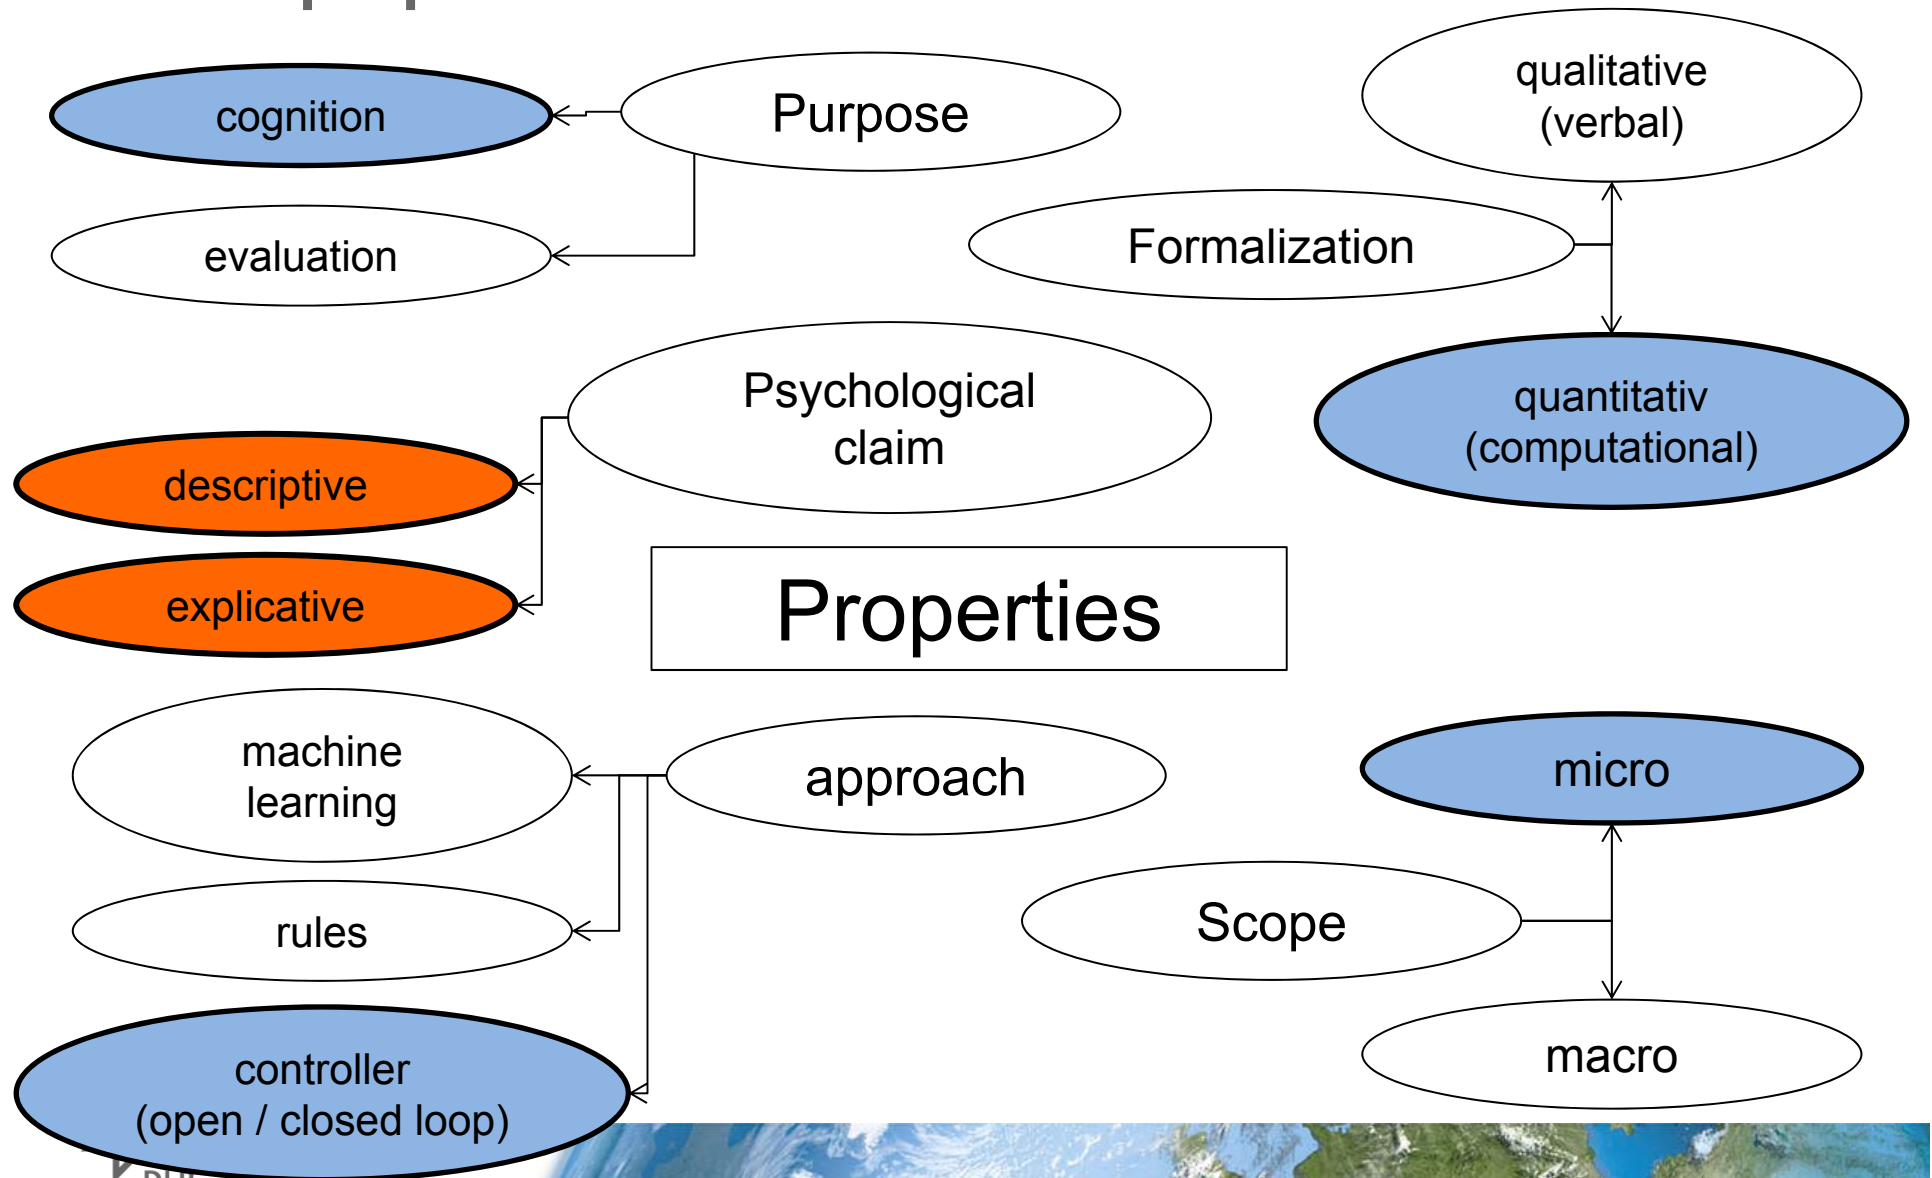 cognition
Purpose
qualitative
(verbal)
evaluation
Formalization
Psychological
claim
quantitativ
(computational)
descriptive
explicative
Properties
machine
learning
approach
micro
rules
Scope
controller
(open / closed loop)
macro